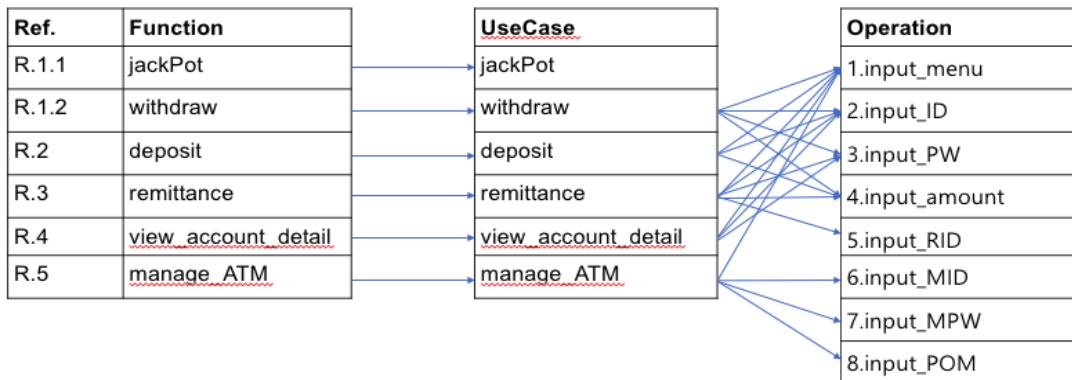 Ref. Function UseCase Operation
R.1.1 jackPot jackPot 1.input_menu
R.1.2 withdraw withdraw 2.input_ID
R.2 deposit deposit 3.input_PW
R.3 remittance remittance 4.input_amount
R.4 view_account_detail view_account_detail 5.input_RID
R.5 manage_ATM manage_ATM 6.input_MID
7.input_MPW
8.input_POM